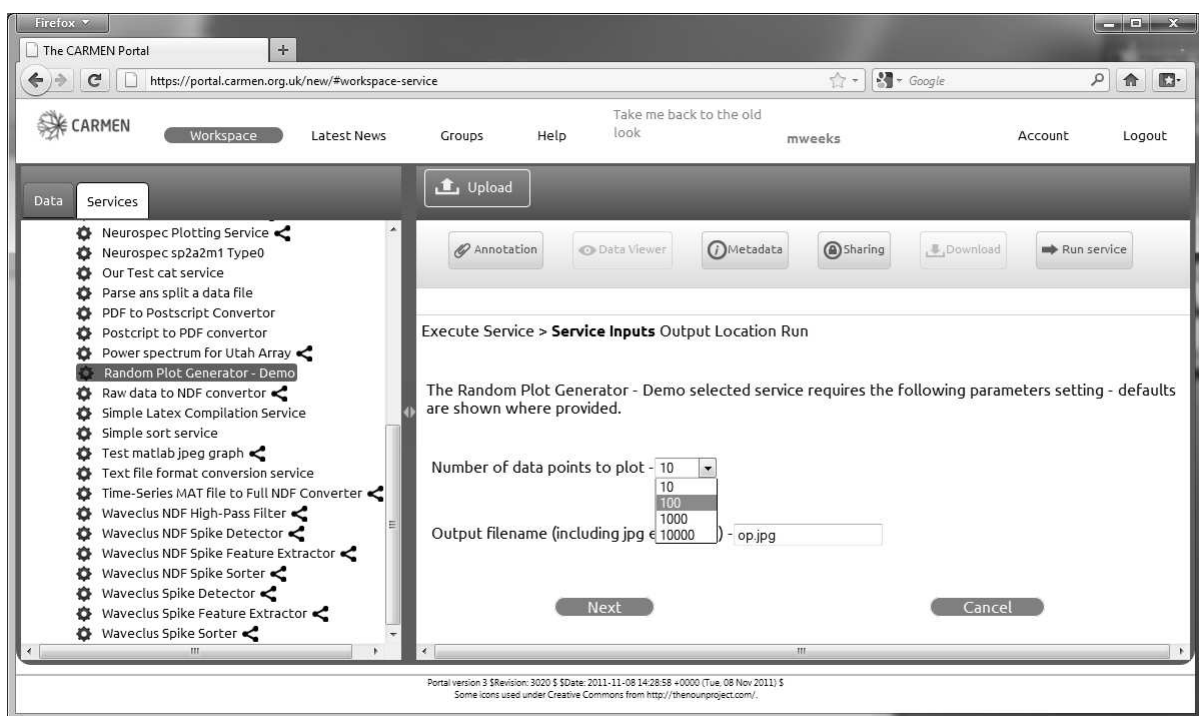 Firefox
The CARMEN Portal
https://portal.carmen.org.uk/new/#workspace-service
Google
CARMEN
Workspace
Latest News
Groups
Help
Take me back to the old
look
mweeks
Account
Logout
Data
Services
Upload
Neurospec Plotting Service
Neurospec sp2a2m1 Type0
Our Test cat service
Parse ans split a data file
PDF to Postscript Convertor
Postcript to PDF convertor
Power spectrum for Utah Array
Random Plot Generator - Demo
Raw data to NDF convertor
Simple Latex Compilation Service
Simple sort service
Test matlab jpeg graph
Text file format conversion service
Time-Series MAT file to Full NDF Converter
Waveclus NDF High-Pass Filter
Waveclus NDF Spike Detector
Waveclus NDF Spike Feature Extractor
Waveclus NDF Spike Sorter
Waveclus Spike Detector
Waveclus Spike Feature Extractor
Waveclus Spike Sorter
Annotation
Data Viewer
Metadata
Sharing
Download
Run service
Execute Service > Service Inputs Output Location Run
The Random Plot Generator - Demo selected service requires the following parameters setting - defaults
are shown where provided.
Number of data points to plot - 10
10
100
1000
10000
Output filename (including jpg e ) - op.jpg
Next
Cancel
Portal version 3 $Revision: 3020 $ $Date: 2011-11-08 14:28:58 +0000 (Tue, 08 Nov 2011) $
Some icons used under Creative Commons from http://thenounproject.com/.